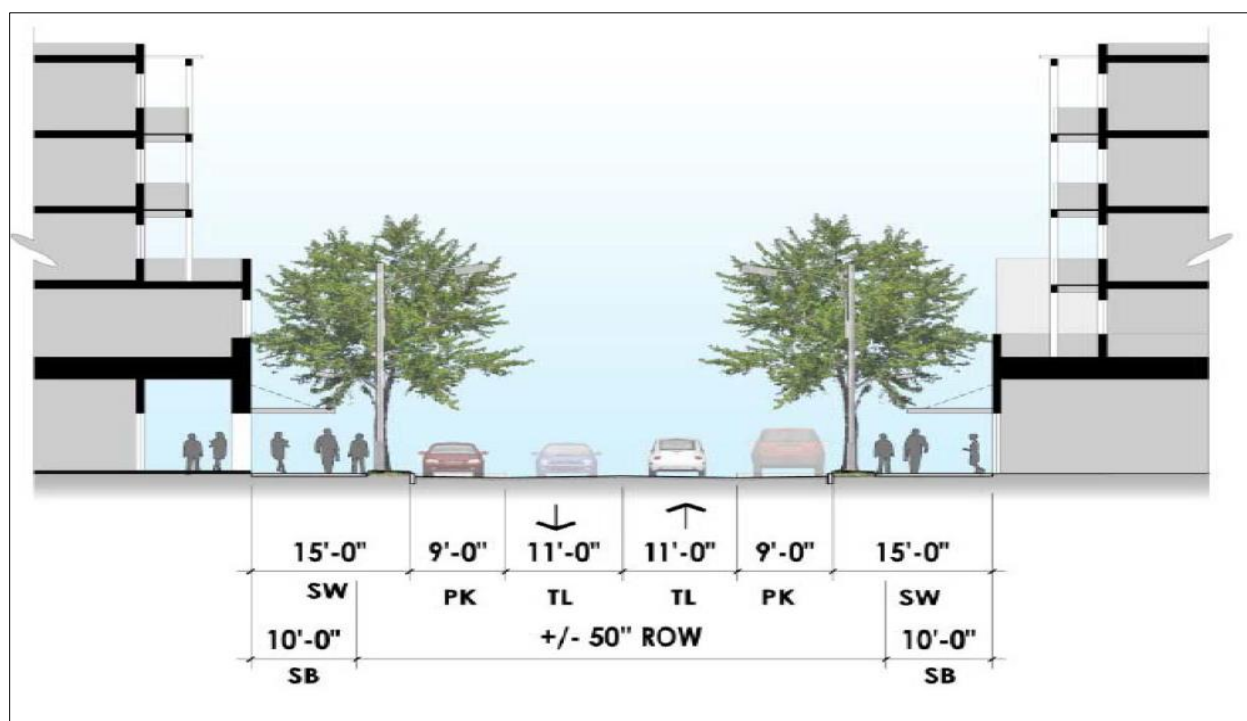 15'-0" 9'-0" 11'-0" 11'-0" 9'-0" 15'-0"
SW PK TL TL PK SW
10'-0" +/- 50" ROW 10'-0"
SB SB